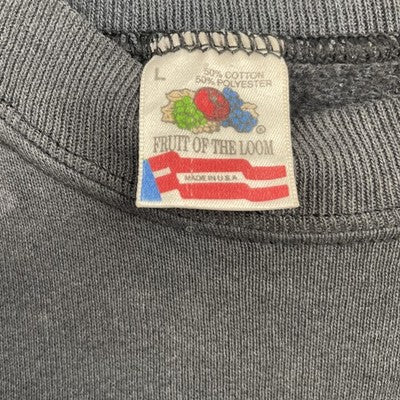 L
50% COTTON
50% POLYESTER
®
FRUIT OF THE LOOM
MADE IN U.S.A.